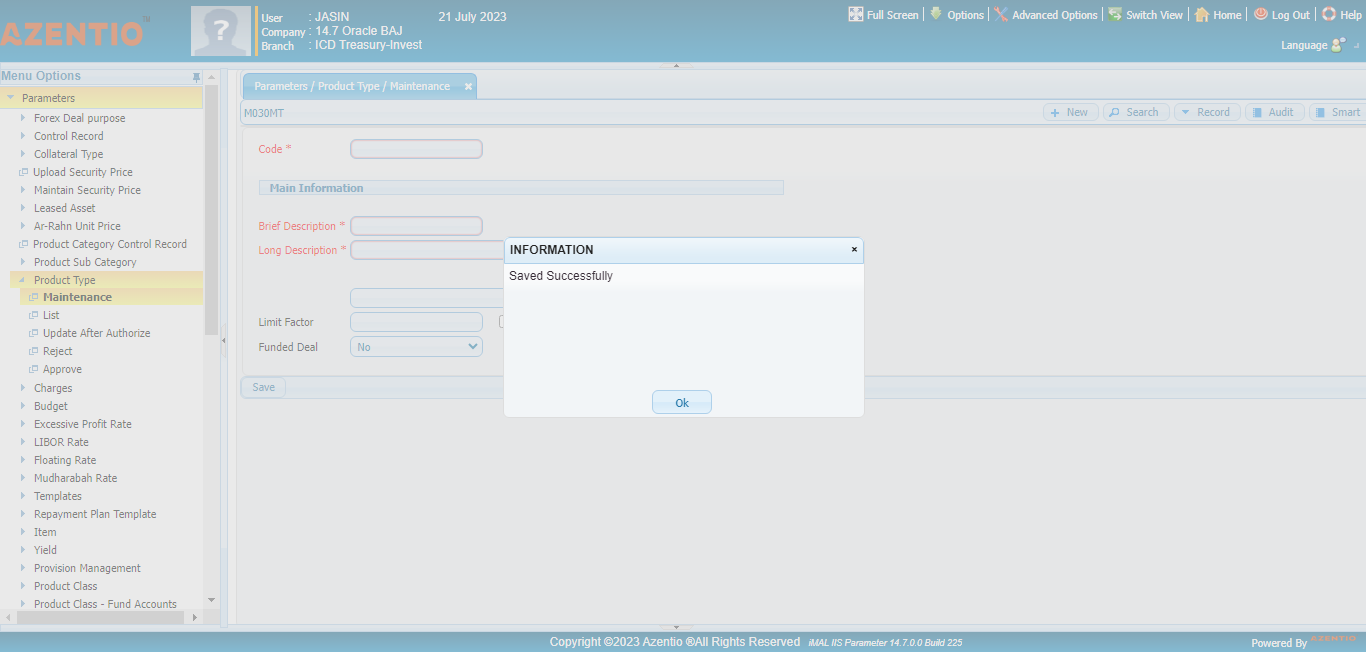 AZENTIO™
?
User : JASIN 21 July 2023
Company : 14.7 Oracle BAJ
Branch : ICD Treasury-Invest
Full Screen Options Advanced Options Switch View Home Log Out Help
Language
Menu Options
Parameters
Forex Deal purpose
Control Record
Collateral Type
Upload Security Price
Maintain Security Price
Leased Asset
Ar-Rahn Unit Price
Product Category Control Record
Product Sub Category
Product Type
Maintenance
List
Update After Authorize
Reject
Approve
Charges
Budget
Excessive Profit Rate
LIBOR Rate
Floating Rate
Mudharabah Rate
Templates
Repayment Plan Template
Item
Yield
Provision Management
Product Class
Product Class - Fund Accounts
Parameters / Product Type / Maintenance ×
M030MT
+ New Search Record Audit Smart
Code *
Main Information
Brief Description *
Long Description *
Limit Factor
Funded Deal No
Save
INFORMATION ×
Saved Successfully
Ok
Copyright ©2023 Azentio ®All Rights Reserved iMAL IIS Parameter 14.7.0.0 Build 225
Powered By AZENTIO